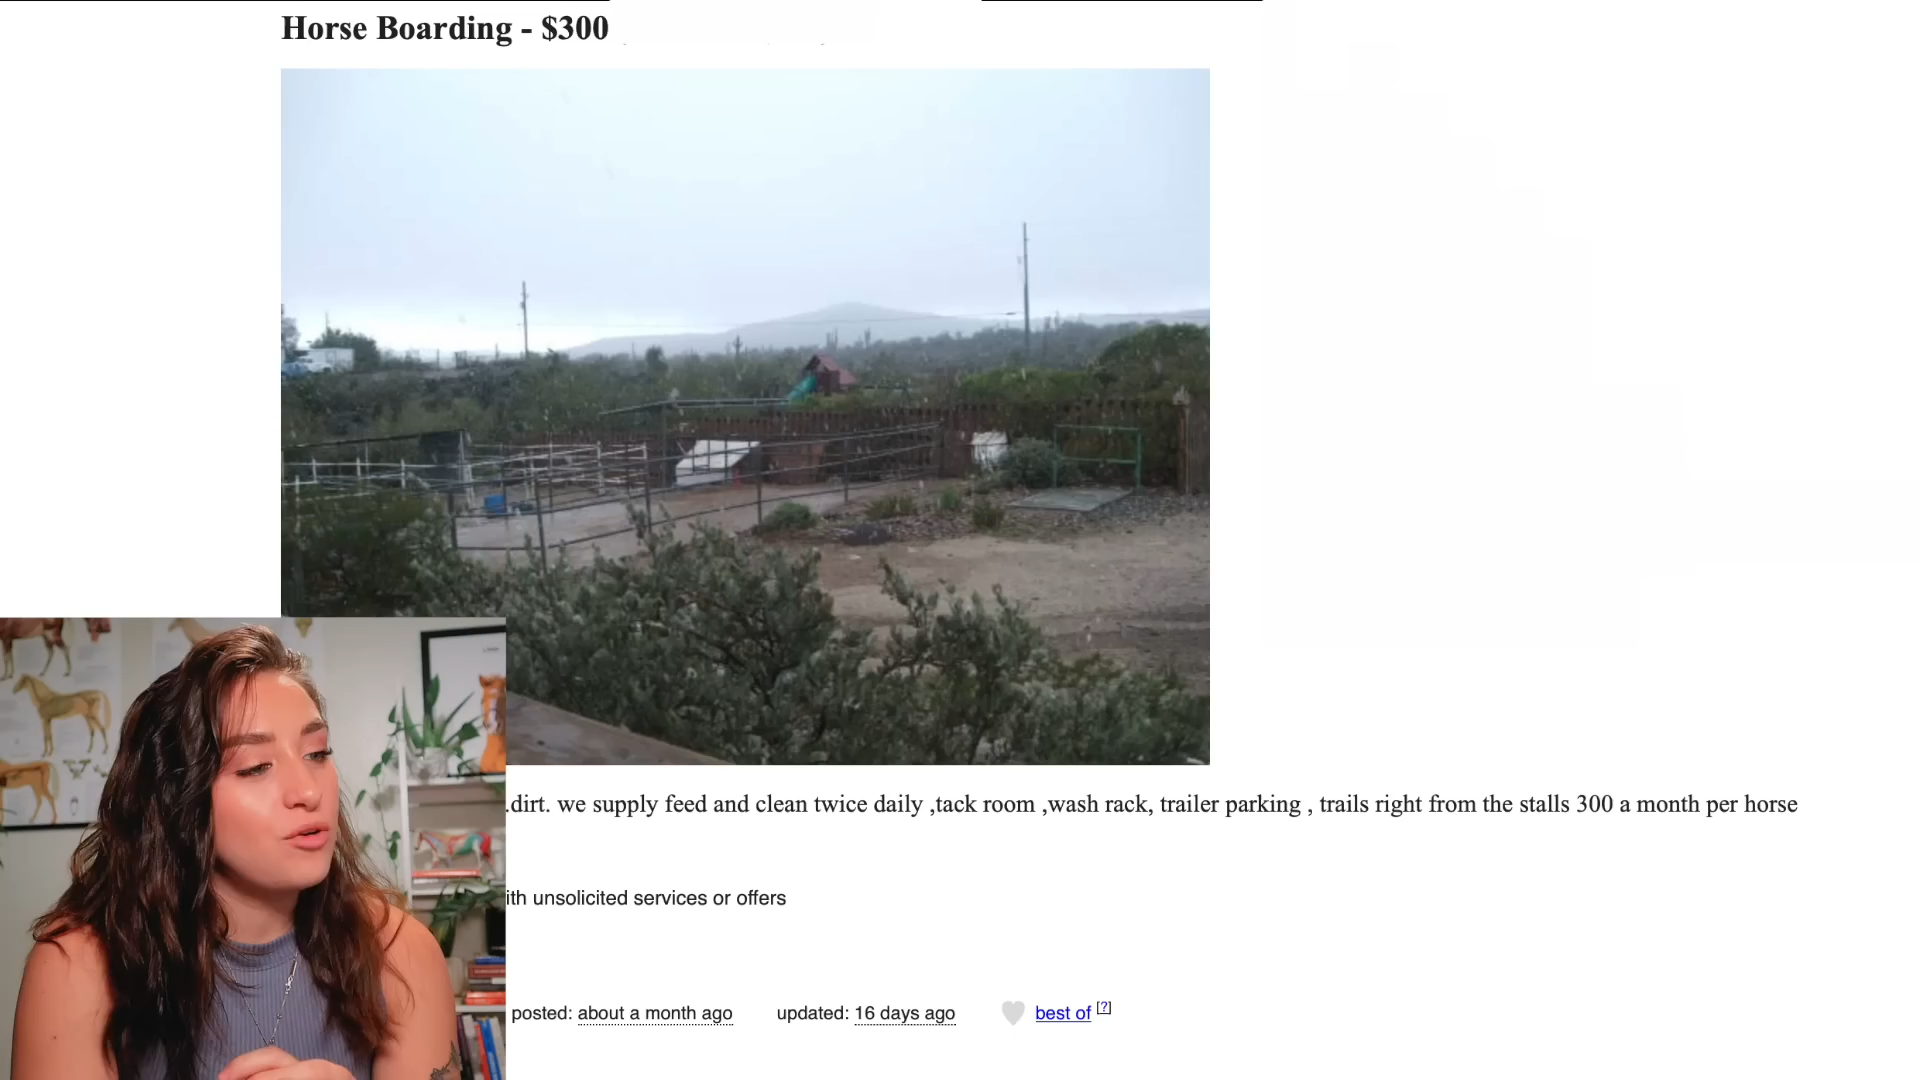 Horse Boarding - $300
.dirt. we supply feed and clean twice daily ,tack room ,wash rack, trailer parking , trails right from the stalls 300 a month per horse
ith unsolicited services or offers
posted: about a month ago updated: 16 days ago best of [?]